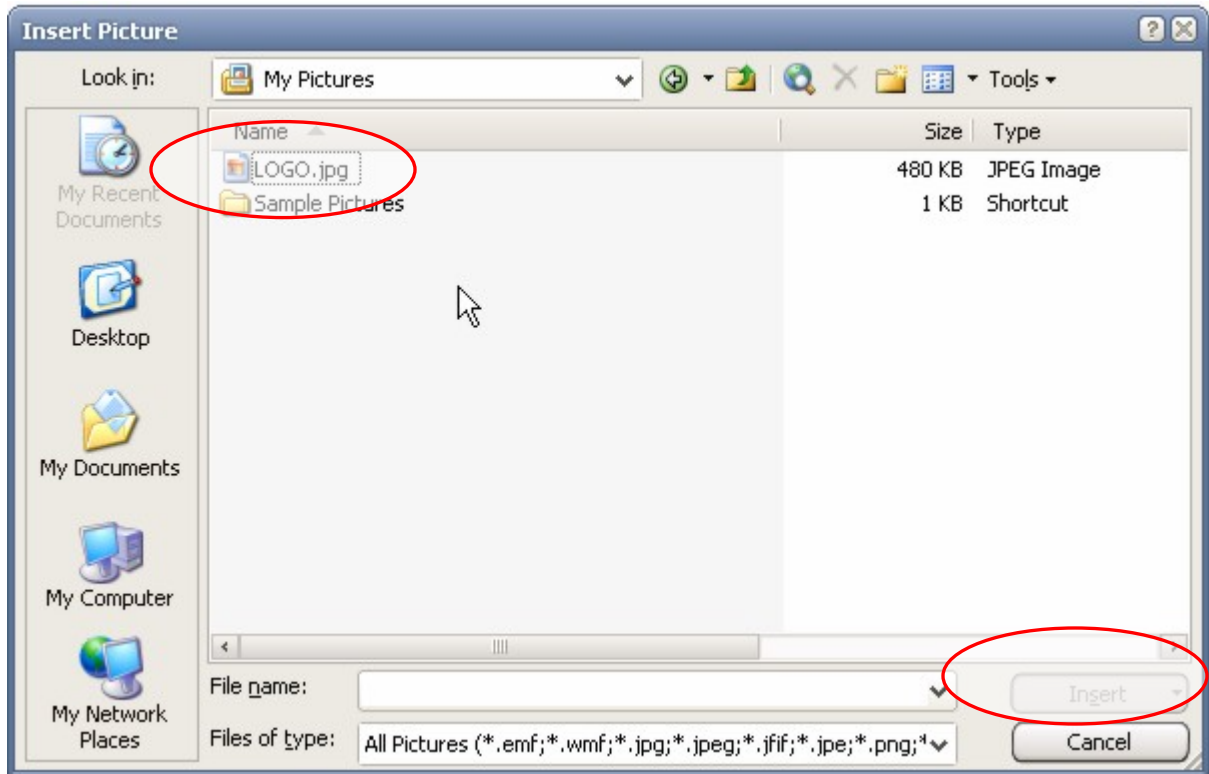 Insert Picture
Look in:
My Pictures
Tools
Name Size Type
LOGO.jpg 480 KB JPEG Image
Sample Pictures 1 KB Shortcut
My Recent
Documents
Desktop
My Documents
My Computer
My Network
Places
File name:
Insert
Files of type: All Pictures (*.emf;*.wmf;*.jpg;*.jpeg;*.jfif;*.jpe;*.png;*
Cancel